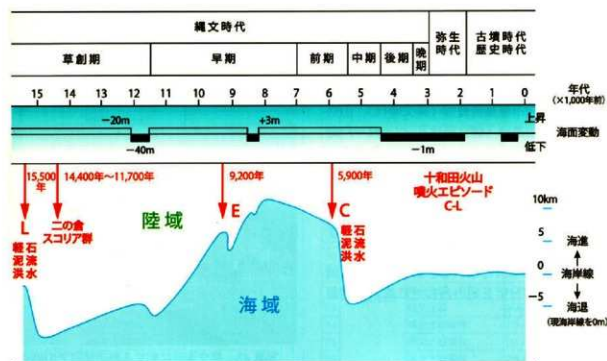 縄文時代
弥生時代
古墳時代
歴史時代
草創期
早期
前期
中期
後期
晩期
15 14 13 12 11 10 9 8 7 6 5 4 3 2 1 0
年代
(×1,000年前)
−20m
+3m
上昇
海面変動
−40m
−1m
低下
15,500年
14,400年〜11,700年
9,200年
5,900年
十和田火山
噴火エピソード
C-L
L
軽石
泥流
洪水
二の倉
スコリア群
陸域
E
C
軽石
泥流
洪水
海域
10km
5
0
−5
海進
海岸線
海退
(現海岸線を0m)